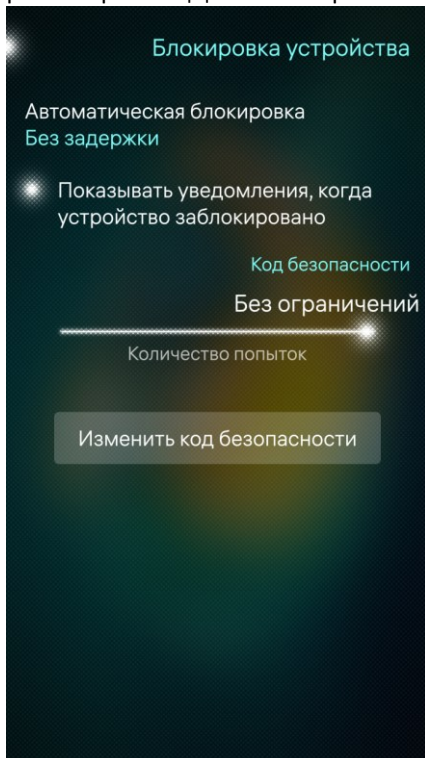 Блокировка устройства
Автоматическая блокировка
Без задержки
Показывать уведомления, когда
устройство заблокировано
Код безопасности
Без ограничений
Количество попыток
Изменить код безопасности